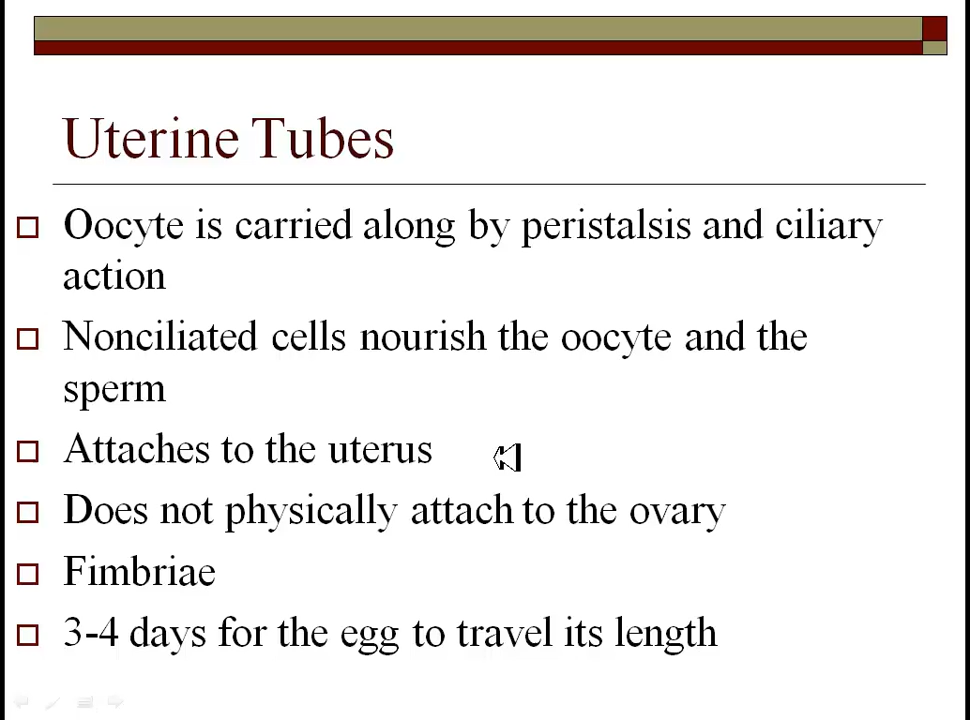 Uterine Tubes
Oocyte is carried along by peristalsis and ciliary
action
Nonciliated cells nourish the oocyte and the
sperm
Attaches to the uterus
Does not physically attach to the ovary
Fimbriae
3-4 days for the egg to travel its length